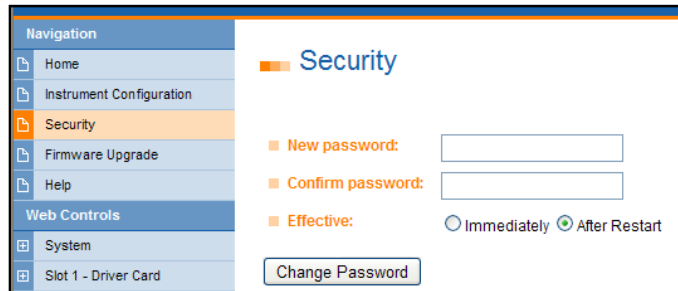 Navigation
Home
Instrument Configuration
Security
Firmware Upgrade
Help
Web Controls
System
Slot 1 - Driver Card
Security
New password:
Confirm password:
Effective:
Immediately After Restart
Change Password